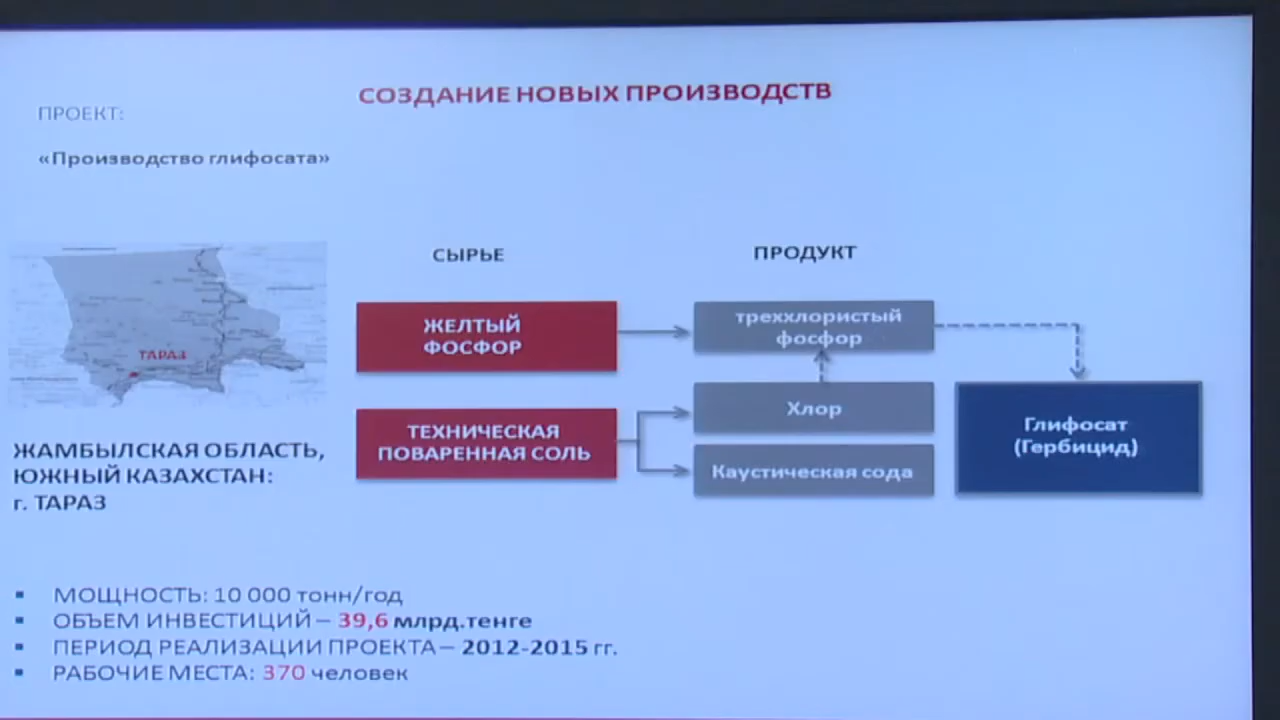 СОЗДАНИЕ НОВЫХ ПРОИЗВОДСТВ
ПРОЕКТ:
«Производство глифосата»
СЫРЬЕ
ПРОДУКТ
ЖЕЛТЫЙ
ФОСФОР
треххлористый
фосфор
ТАРАЗ
ТЕХНИЧЕСКАЯ
ПОВАРЕННАЯ СОЛЬ
Хлор
Каустическая сода
Глифосат
(Гербицид)
ЖАМБЫЛСКАЯ ОБЛАСТЬ,
ЮЖНЫЙ КАЗАХСТАН:
г. ТАРАЗ
▪ МОЩНОСТЬ: 10 000 тонн/год
▪ ОБЪЕМ ИНВЕСТИЦИЙ – 39,6 млрд.тенге
▪ ПЕРИОД РЕАЛИЗАЦИИ ПРОЕКТА – 2012-2015 гг.
▪ РАБОЧИЕ МЕСТА: 370 человек